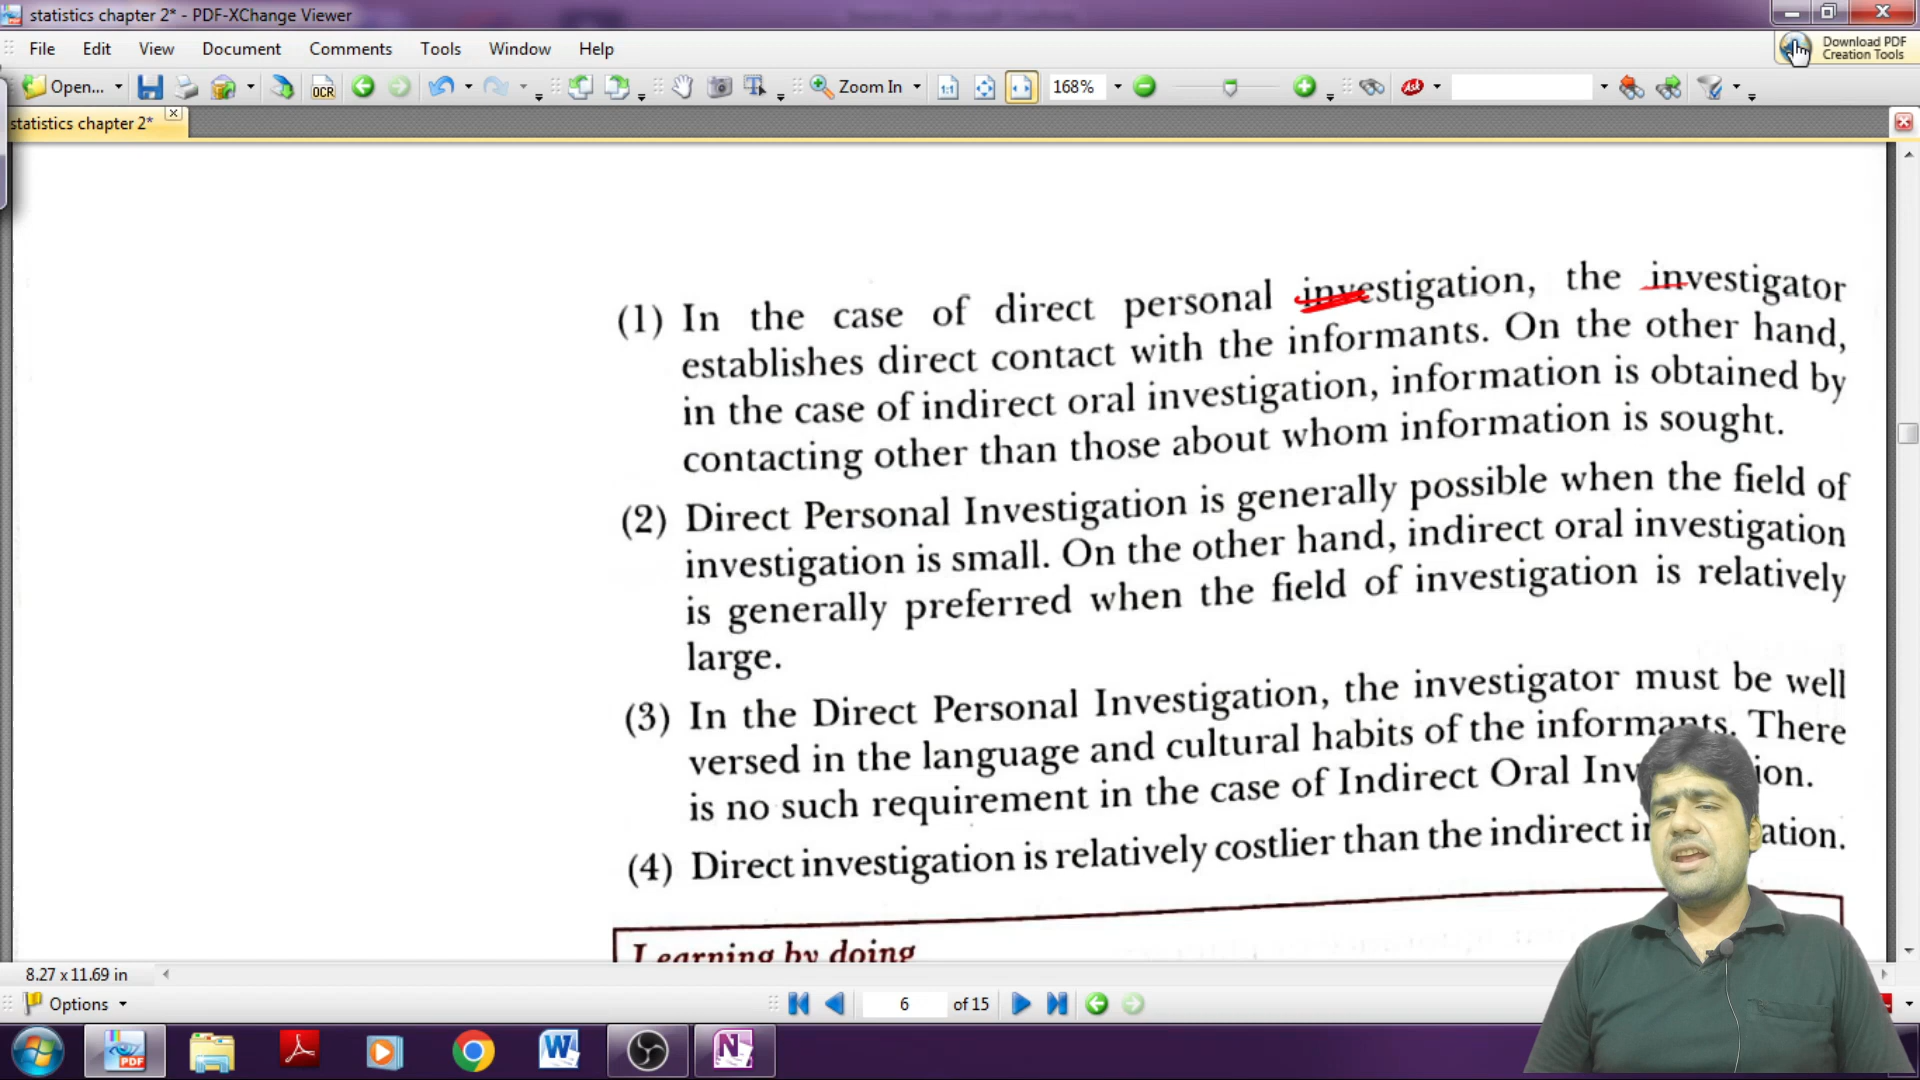 statistics chapter 2* - PDF-XChange Viewer
File Edit View Document Comments Tools Window Help
Download PDF
Creation Tools
Open... OCR Zoom In 1:1 168%
statistics chapter 2*
(1) In the case of direct personal investigation, the investigator
establishes direct contact with the informants. On the other hand,
in the case of indirect oral investigation, information is obtained by
contacting other than those about whom information is sought.
(2) Direct Personal Investigation is generally possible when the field of
investigation is small. On the other hand, indirect oral investigation
is generally preferred when the field of investigation is relatively
large.
(3) In the Direct Personal Investigation, the investigator must be well
versed in the language and cultural habits of the informants. There
is no such requirement in the case of Indirect Oral Inv ion.
(4) Direct investigation is relatively costlier than the indirect in ation.
Learning by doing
8.27 x 11.69 in
Options 6 of 15
PDF W N